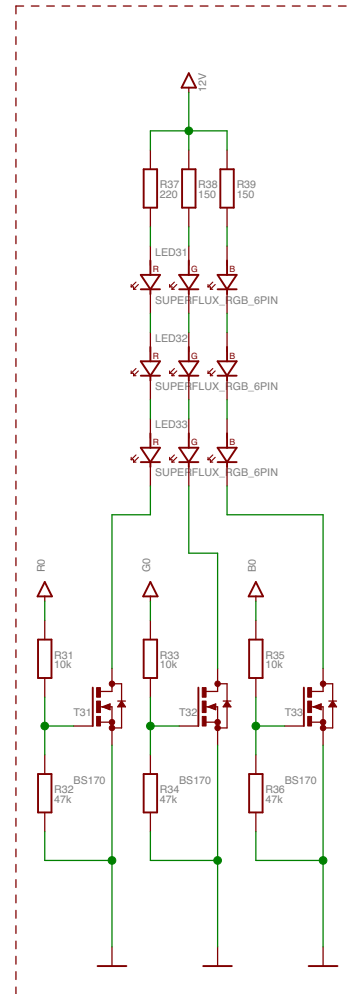 12V
R37
220
R38
150
R39
150
LED31
R
G
B
SUPERFLUX_RGB_6PIN
LED32
R
G
B
SUPERFLUX_RGB_6PIN
LED33
R
G
B
SUPERFLUX_RGB_6PIN
R0
G0
B0
R31
10k
R33
10k
R35
10k
T31
T32
T33
BS170
BS170
BS170
R32
47k
R34
47k
R36
47k